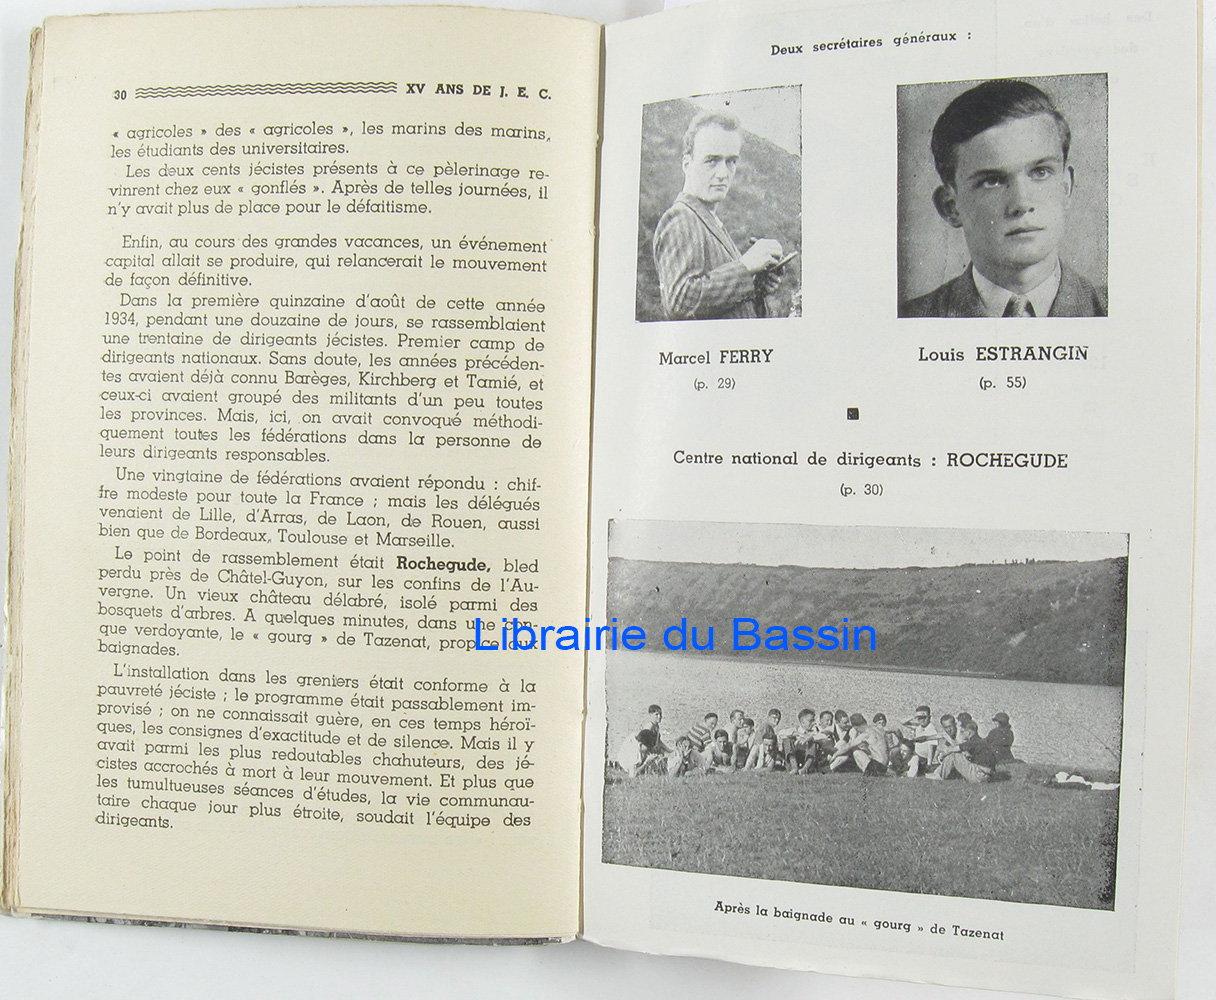 30 XV ANS DE J. E. C.
« agricoles » des « agricoles », les marins des marins,
les étudiants des universitaires.
Les deux cents jécistes présents à ce pèlerinage re-
vinrent chez eux « gonflés ». Après de telles journées, il
n'y avait plus de place pour le défaitisme.
Enfin, au cours des grandes vacances, un événement
capital allait se produire, qui relancerait le mouvement
de façon définitive.
Dans la première quinzaine d'août de cette année
1934, pendant une douzaine de jours, se rassemblaient
une trentaine de dirigeants jécistes. Premier camp de
dirigeants nationaux. Sans doute, les années précéden-
tes avaient déjà connu Barèges, Kirchberg et Tamié, et
ceux-ci avaient groupé des militants d'un peu toutes
les provinces. Mais, ici, on avait convoqué méthodi-
quement toutes les fédérations dans la personne de
leurs dirigeants responsables.
Une vingtaine de fédérations avaient répondu : chif-
fre modeste pour toute la France ; mais les délégués
venaient de Lille, d'Arras, de Laon, de Rouen, aussi
bien que de Bordeaux, Toulouse et Marseille.
Le point de rassemblement était Rochegude, bled
perdu près de Châtel-Guyon, sur les confins de l'Au-
vergne. Un vieux château délabré, isolé parmi des
bosquets d'arbres. A quelques minutes, dans une con-
que verdoyante, le « gourg » de Tazenat, propice aux
baignades.
L'installation dans les greniers était conforme à la
pauvreté jéciste ; le programme était passablement im-
provisé ; on ne connaissait guère, en ces temps héroï-
ques, les consignes d'exactitude et de silence. Mais il y
avait parmi les plus redoutables chahuteurs, des jé-
cistes accrochés à mort à leur mouvement. Et plus que
les tumultueuses séances d'études, la vie communau-
taire chaque jour plus étroite, soudait l'équipe des
dirigeants.
Deux secrétaires généraux :
Marcel FERRY
(p. 29)
Louis ESTRANGIN
(p. 55)
Centre national de dirigeants : ROCHEGUDE
(p. 30)
Après la baignade au « gourg » de Tazenat
Librairie du Bassin